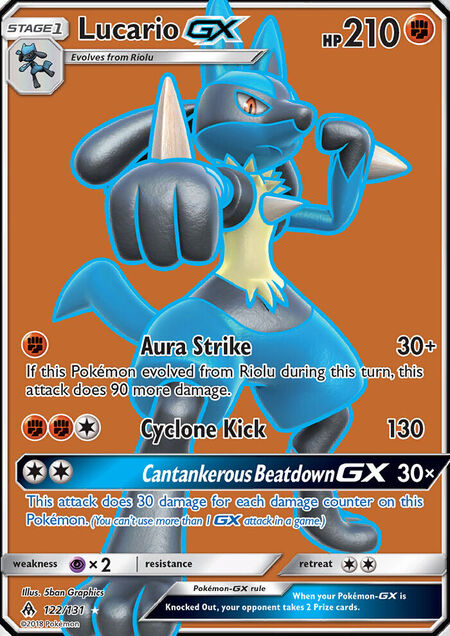 STAGE 1 Lucario GX HP 210
Evolves from Riolu
Aura Strike 30+
If this Pokémon evolved from Riolu during this turn, this
attack does 90 more damage.
Cyclone Kick 130
Cantankerous Beatdown GX 30×
This attack does 30 damage for each damage counter on this
Pokémon. (You can't use more than 1 GX attack in a game.)
weakness × 2 resistance retreat
Illus. 5ban Graphics
122/131
©2018 Pokémon
Pokémon-GX rule
When your Pokémon-GX is
Knocked Out, your opponent takes 2 Prize cards.